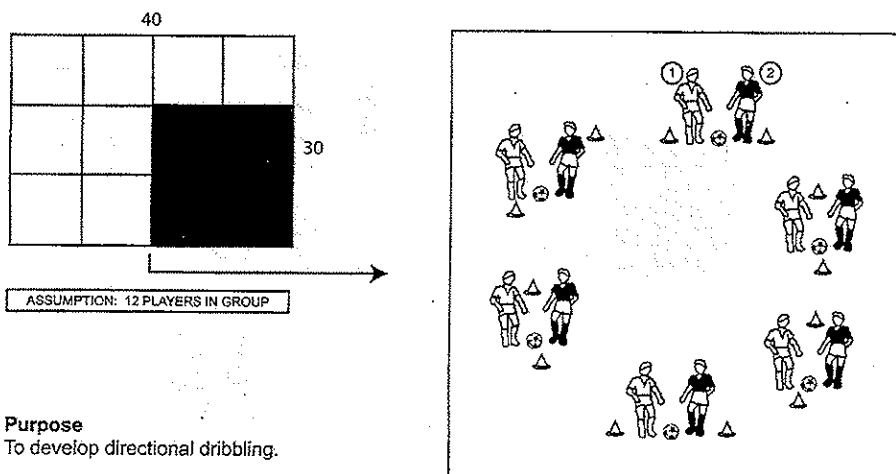 40
30
ASSUMPTION: 12 PLAYERS IN GROUP
Purpose
To develop directional dribbling.
1
2